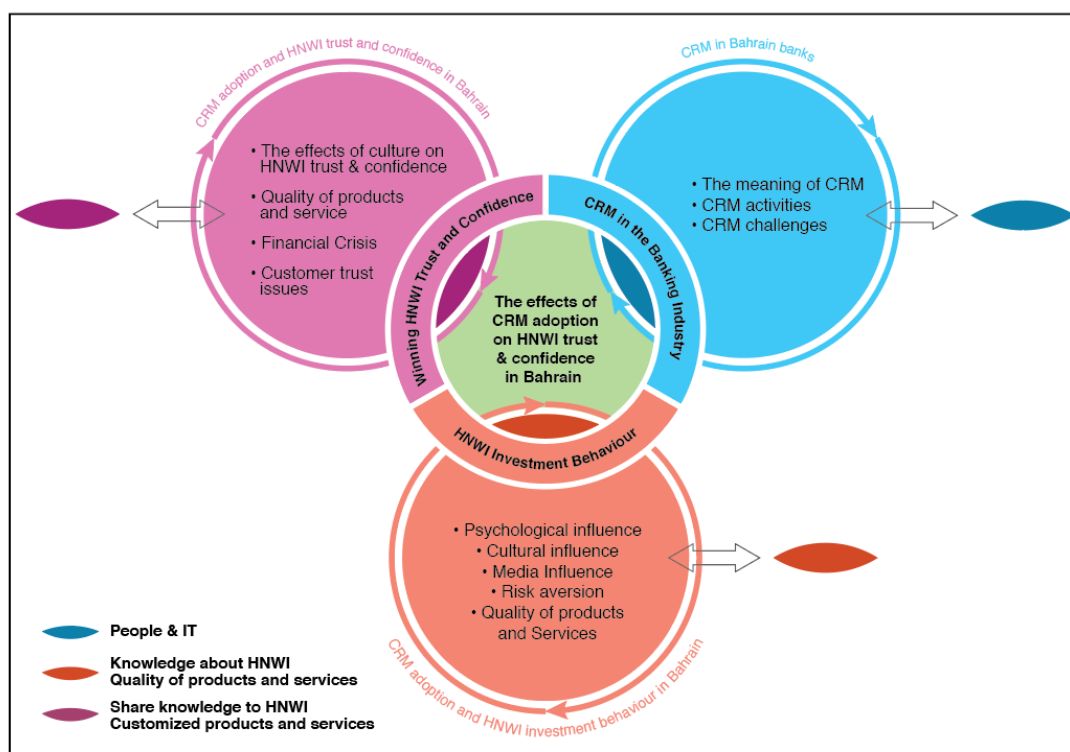 CRM adoption and HNWI trust and confidence in Bahrain
• The effects of culture on
HNWI trust & confidence
• Quality of products
and service
• Financial Crisis
• Customer trust
issues
CRM in Bahrain banks
• The meaning of CRM
• CRM activities
• CRM challenges
Winning HNWI Trust and Confidence
CRM in the Banking Industry
The effects of
CRM adoption
on HNWI trust
& confidence
in Bahrain
HNWI Investment Behaviour
• Psychological influence
• Cultural influence
• Media Influence
• Risk aversion
• Quality of products
and Services
CRM adoption and HNWI investment behaviour in Bahrain
People & IT
Knowledge about HNWI
Quality of products and services
Share knowledge to HNWI
Customized products and services